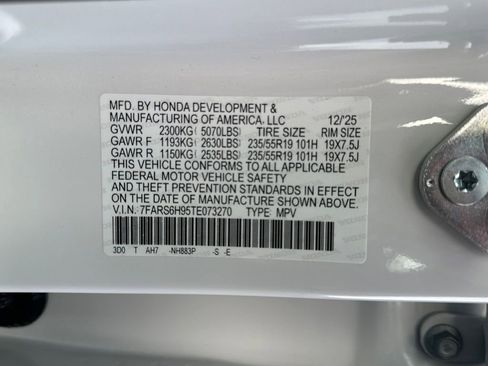 MFD. BY HONDA DEVELOPMENT &
MANUFACTURING OF AMERICA, LLC 12/'25
GVWR 2300KG( 5070LBS) TIRE SIZE RIM SIZE
GAWR F 1193KG( 2630LBS) 235/55R19 101H 19X7.5J
GAWR R 1150KG( 2535LBS) 235/55R19 101H 19X7.5J
THIS VEHICLE CONFORMS TO ALL APPLICABLE
FEDERAL MOTOR VEHICLE SAFETY
AND THEFT PREVENTION STANDARDS IN EFFECT
ON THE DATE OF MANUFACTURE SHOWN ABOVE.
V.I.N: 7FARS6H95TE073270 TYPE: MPV
3D0 T AH7 -NH883P -S -E